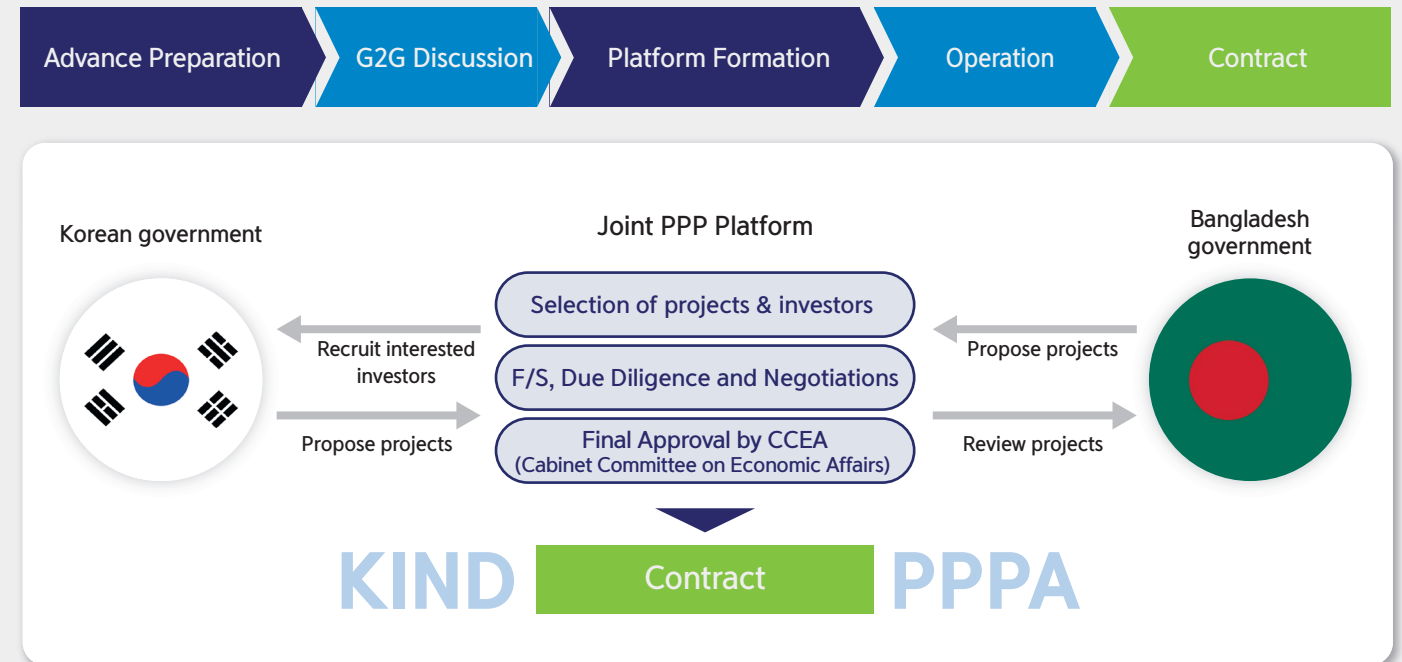 Advance Preparation
G2G Discussion
Platform Formation
Operation
Contract
Korean government
Joint PPP Platform
Bangladesh
government
Selection of projects & investors
Recruit interested
investors
Propose projects
F/S, Due Diligence and Negotiations
Propose projects
Final Approval by CCEA
(Cabinet Committee on Economic Affairs)
Review projects
KIND
Contract
PPPA